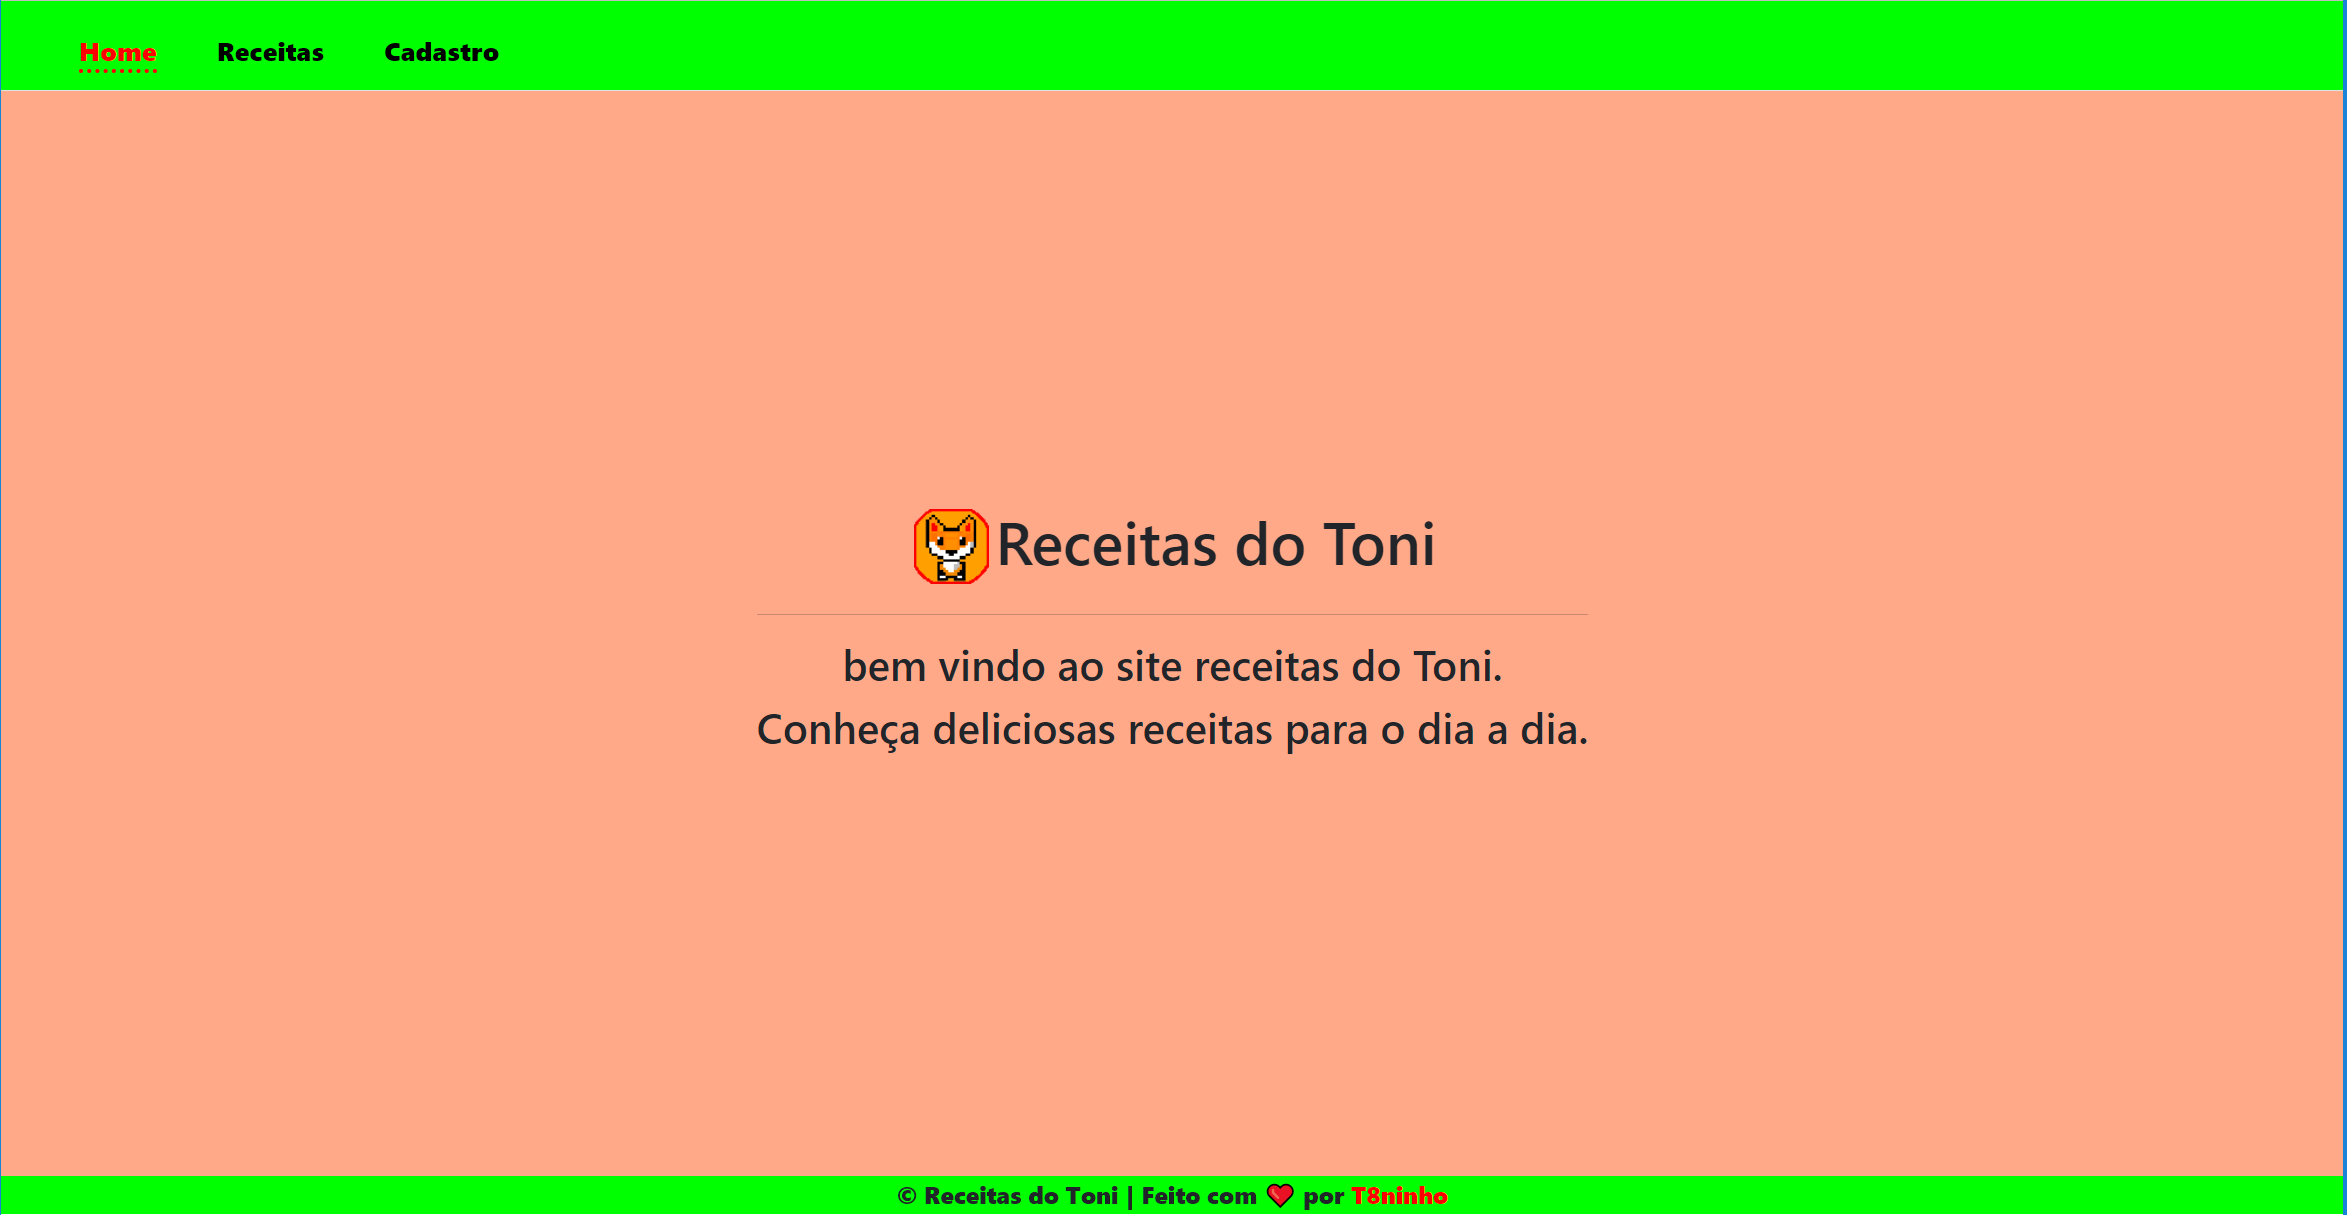 Home Receitas Cadastro
Receitas do Toni
bem vindo ao site receitas do Toni.
Conheça deliciosas receitas para o dia a dia.
© Receitas do Toni | Feito com ❤️ por T8ninho